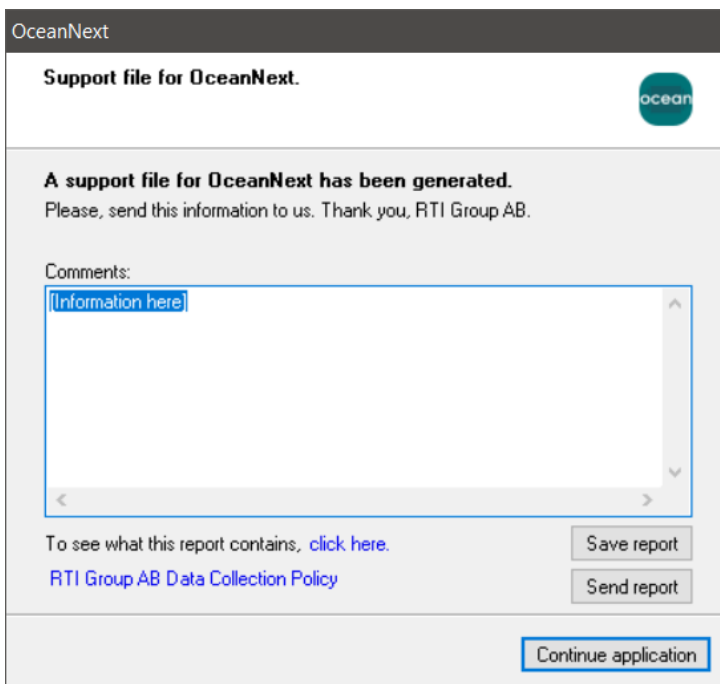 OceanNext
Support file for OceanNext.
ocean
A support file for OceanNext has been generated.
Please, send this information to us. Thank you, RTI Group AB.
Comments:
[Information here]
To see what this report contains, click here.
Save report
RTI Group AB Data Collection Policy
Send report
Continue application